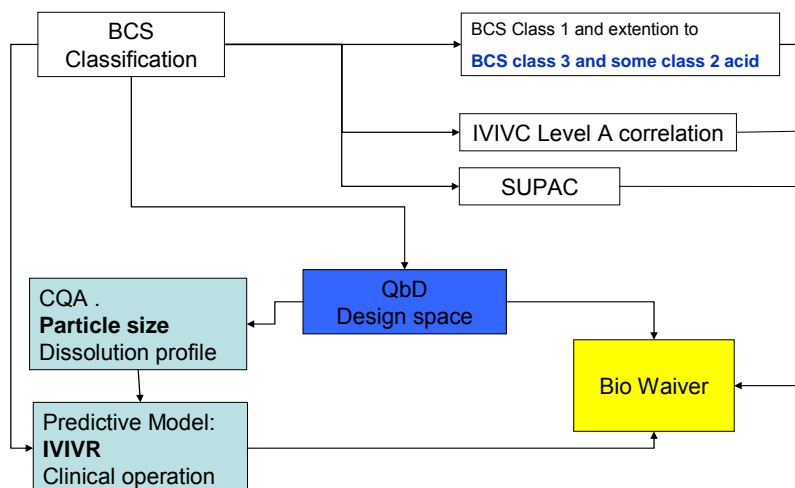 BCS
Classification
BCS Class 1 and extention to
BCS class 3 and some class 2 acid
IVIVC Level A correlation
SUPAC
QbD
Design space
CQA .
Particle size
Dissolution profile
Bio Waiver
Predictive Model:
IVIVR
Clinical operation